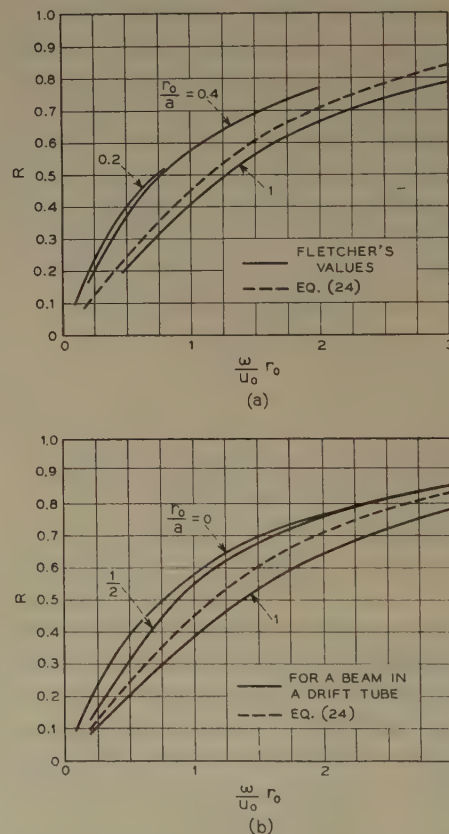 1.0
0.9
0.8
0.7
0.6
0.5
0.4
0.3
0.2
0.1
R
r₀/a = 0.4
0.2
1
FLETCHER'S
VALUES
EQ. (24)
0 1 2 3
ω/u₀ r₀
(a)
1.0
0.9
0.8
0.7
0.6
0.5
0.4
0.3
0.2
0.1
0
R
r₀/a = 0
1/2
1
FOR A BEAM IN
A DRIFT TUBE
EQ. (24)
0 1 2
ω/u₀ r₀
(b)